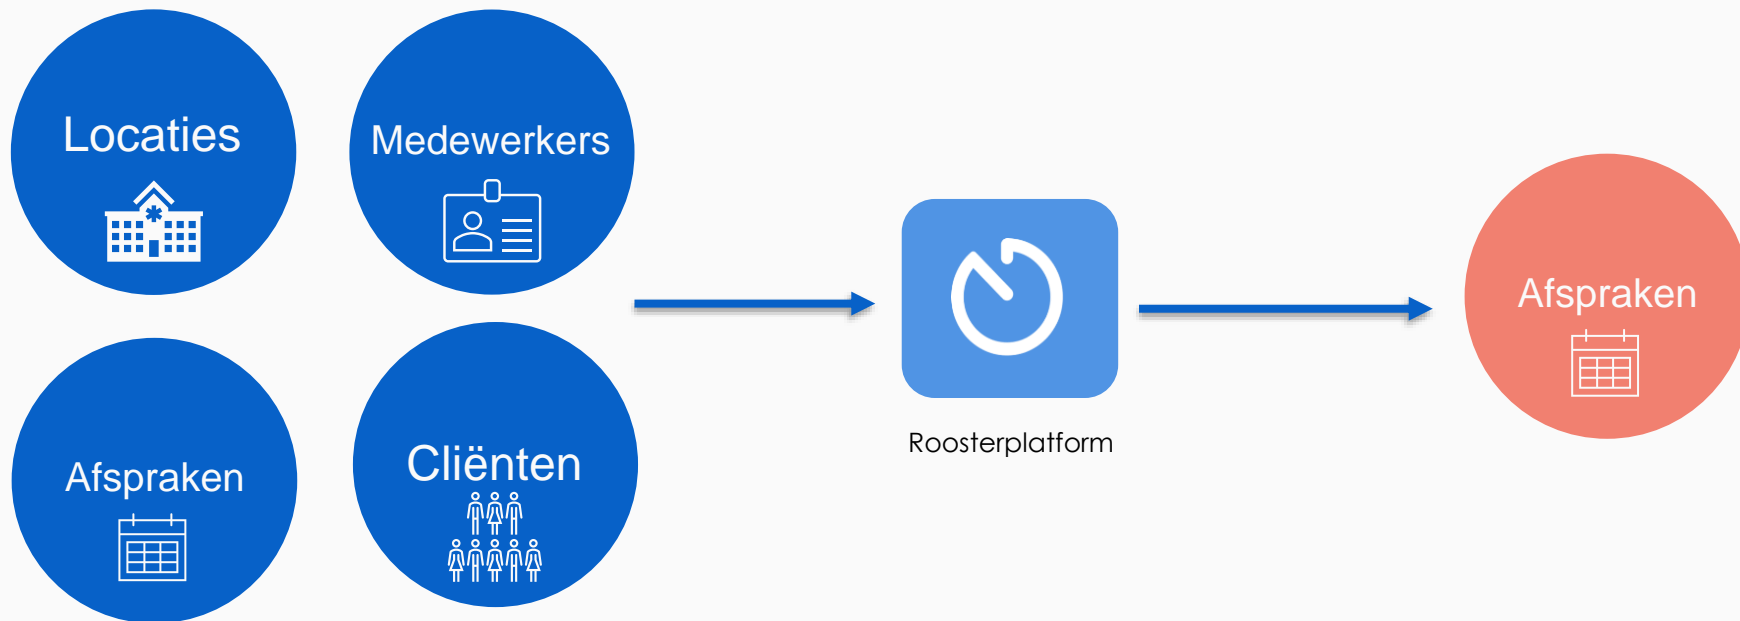 Locaties
Medewerkers
Afspraken
Cliënten
Roosterplatform
Afspraken